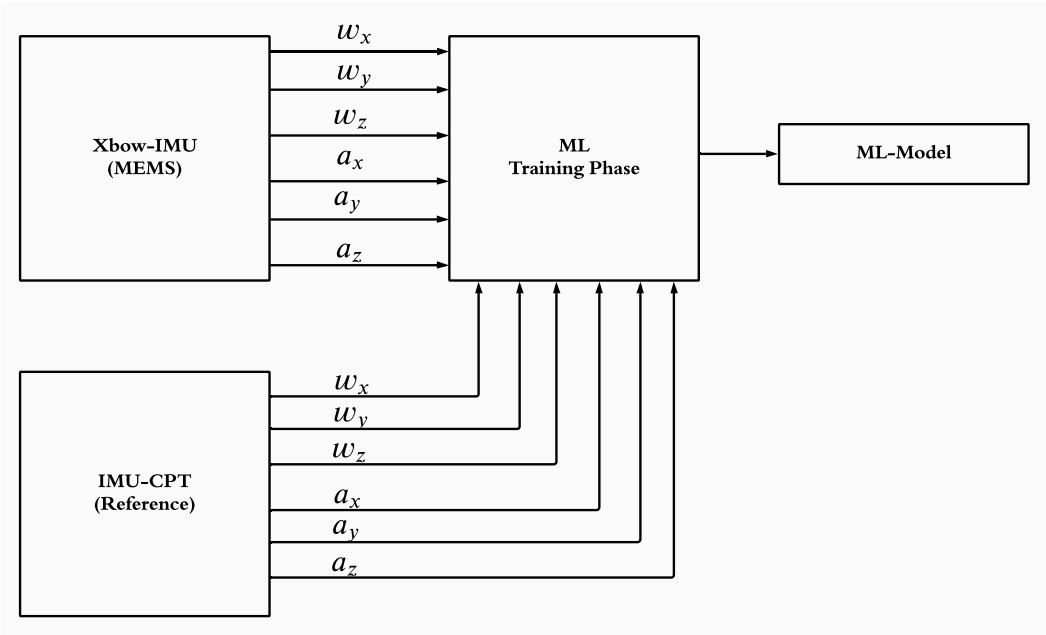 Xbow-IMU
(MEMS)
w_x
w_y
w_z
a_x
a_y
a_z
ML
Training Phase
ML-Model
IMU-CPT
(Reference)
w_x
w_y
w_z
a_x
a_y
a_z